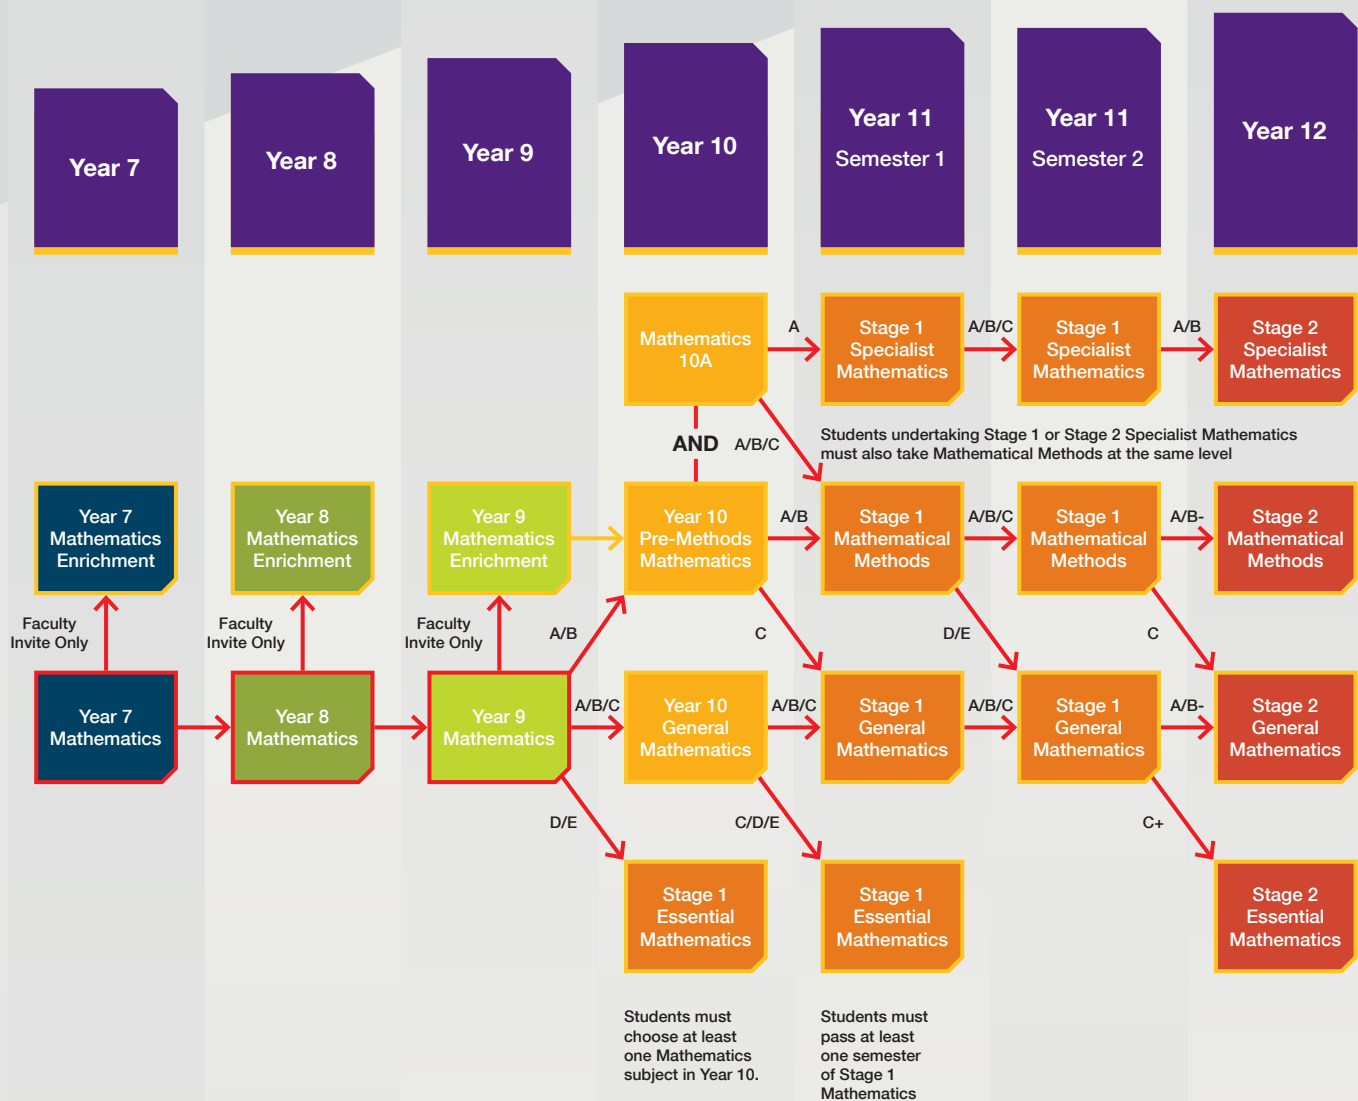 Year 7
Year 8
Year 9
Year 10
Year 11
Semester 1
Year 11
Semester 2
Year 12
Mathematics
10A
A
Stage 1
Specialist
Mathematics
A/B/C
Stage 1
Specialist
Mathematics
A/B
Stage 2
Specialist
Mathematics
AND
A/B/C
Students undertaking Stage 1 or Stage 2 Specialist Mathematics
must also take Mathematical Methods at the same level
Year 7
Mathematics
Enrichment
Year 8
Mathematics
Enrichment
Year 9
Mathematics
Enrichment
Year 10
Pre-Methods
Mathematics
A/B
Stage 1
Mathematical
Methods
A/B/C
Stage 1
Mathematical
Methods
A/B-
Stage 2
Mathematical
Methods
Faculty
Invite Only
Faculty
Invite Only
Faculty
Invite Only
A/B
C
D/E
C
Year 7
Mathematics
Year 8
Mathematics
Year 9
Mathematics
A/B/C
Year 10
General
Mathematics
A/B/C
Stage 1
General
Mathematics
A/B/C
Stage 1
General
Mathematics
A/B-
Stage 2
General
Mathematics
D/E
C/D/E
C+
Stage 1
Essential
Mathematics
Stage 1
Essential
Mathematics
Stage 2
Essential
Mathematics
Students must
choose at least
one Mathematics
subject in Year 10.
Students must
pass at least
one semester
of Stage 1
Mathematics